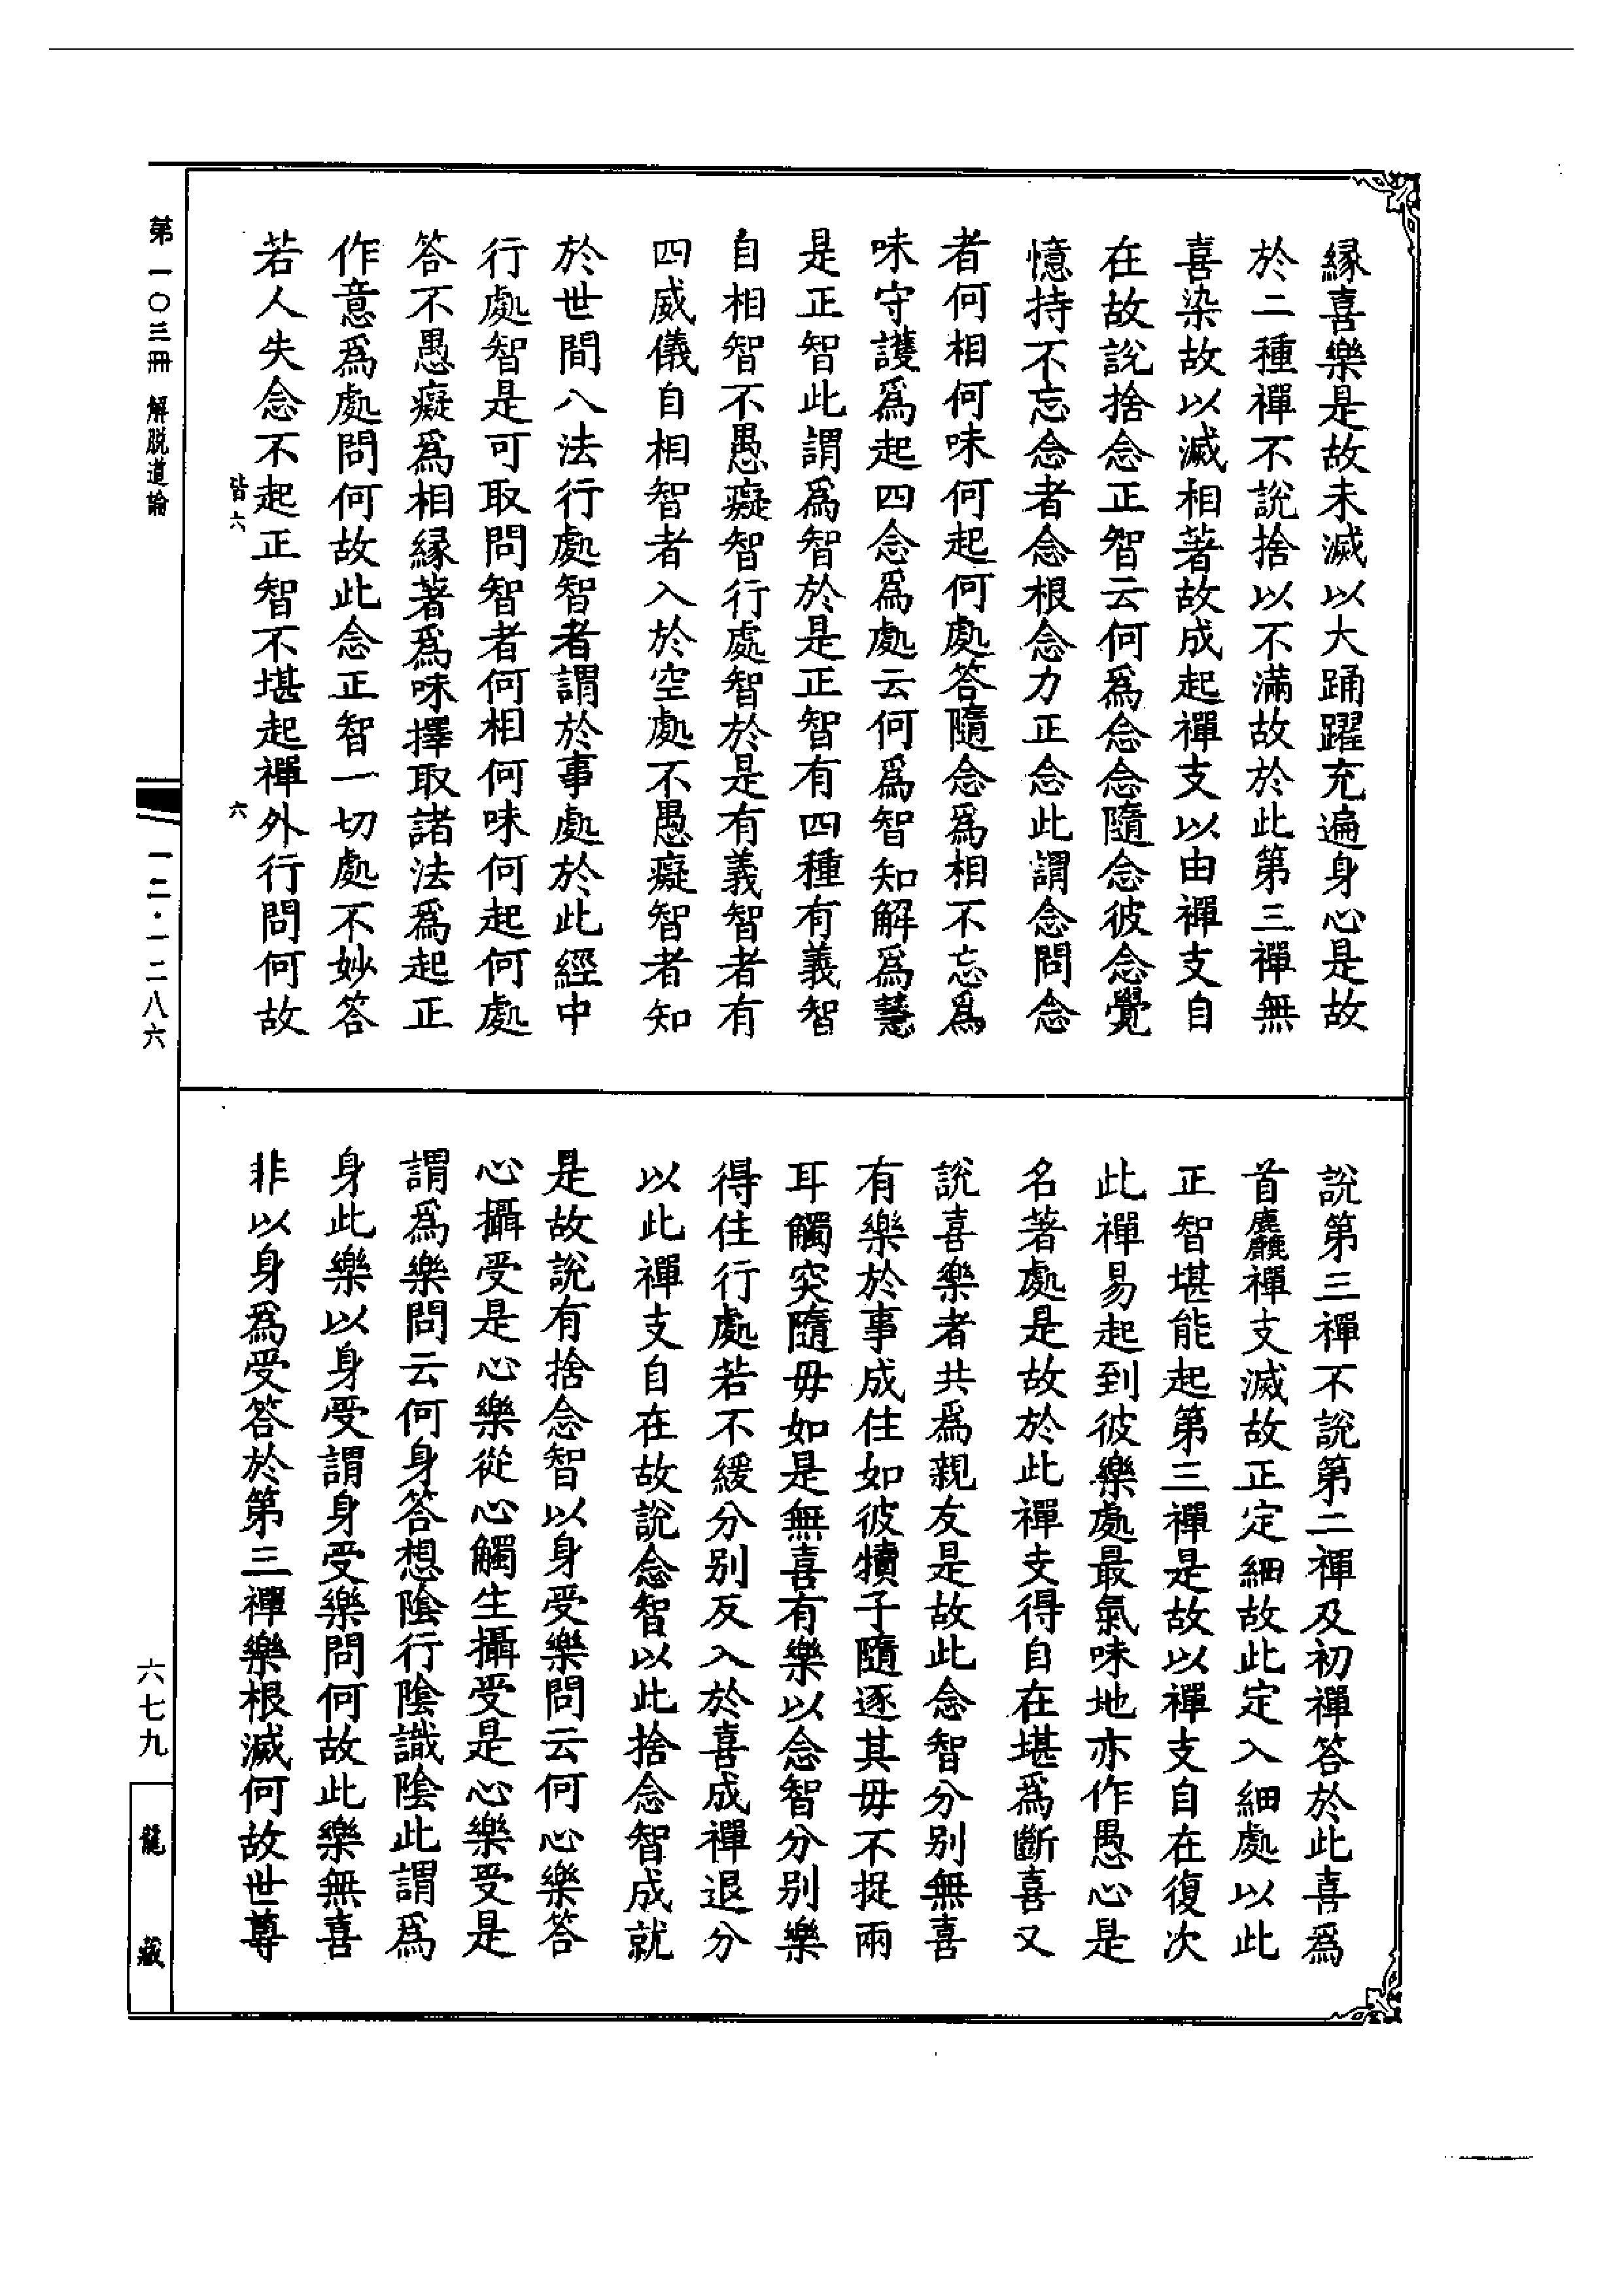 縁喜樂是故未滅以大踊躍充遍身心是故
於二種禪不說捨以不滿故於此第三禪無
喜染故以滅相著故成起禪支以由禪支自
在故說捨念正智云何爲念念隨念彼念覺
憶持不忘念者念根念力正念此謂念問念
者何相何味何起何處答隨念爲相不忘爲
味守護爲起四念爲處云何爲智知解爲慧
是正智此謂爲智於是正智有四種有義智
自相智不愚癡智行處智於是有義智者有
四威儀自相智者入於空處不愚癡智者知
於世間八法行處智者謂於事處於此經中
行處智是可取問智者何相何味何起何處
答不愚癡爲相縁著爲味擇取諸法爲起正
作意爲處問何故此念正智一切處不妙答
若人失念不起正智不堪起禪外行問何故
說第三禪不說第二禪及初禪答於此喜爲
首麤禪支滅故正定細故此定入細處以此
正智堪能起第三禪是故以禪支自在復次
此禪易起到彼樂處最氣味地亦作愚心是
名著處是故於此禪支得自在堪爲斷喜又
說喜樂者共爲親友是故此念智分別無喜
有樂於事成住如彼犢子隨逐其母不捉兩
耳觸突隨母如是無喜有樂以念智分別樂
得住行處若不緩分別反入於喜成禪退分
以此禪支自在故說念智以此捨念智成就
是故說有捨念智以身受樂問云何心樂答
心攝受是心樂從心觸生攝受是心樂受是
謂爲樂問云何身答想陰行陰識陰此謂爲
身此樂以身受謂身受樂問何故此樂無喜
非以身爲受答於第三禪樂根滅何故世尊
階六
六
第一〇三冊 解脱道論
一二·一二八六
六七九
龍藏